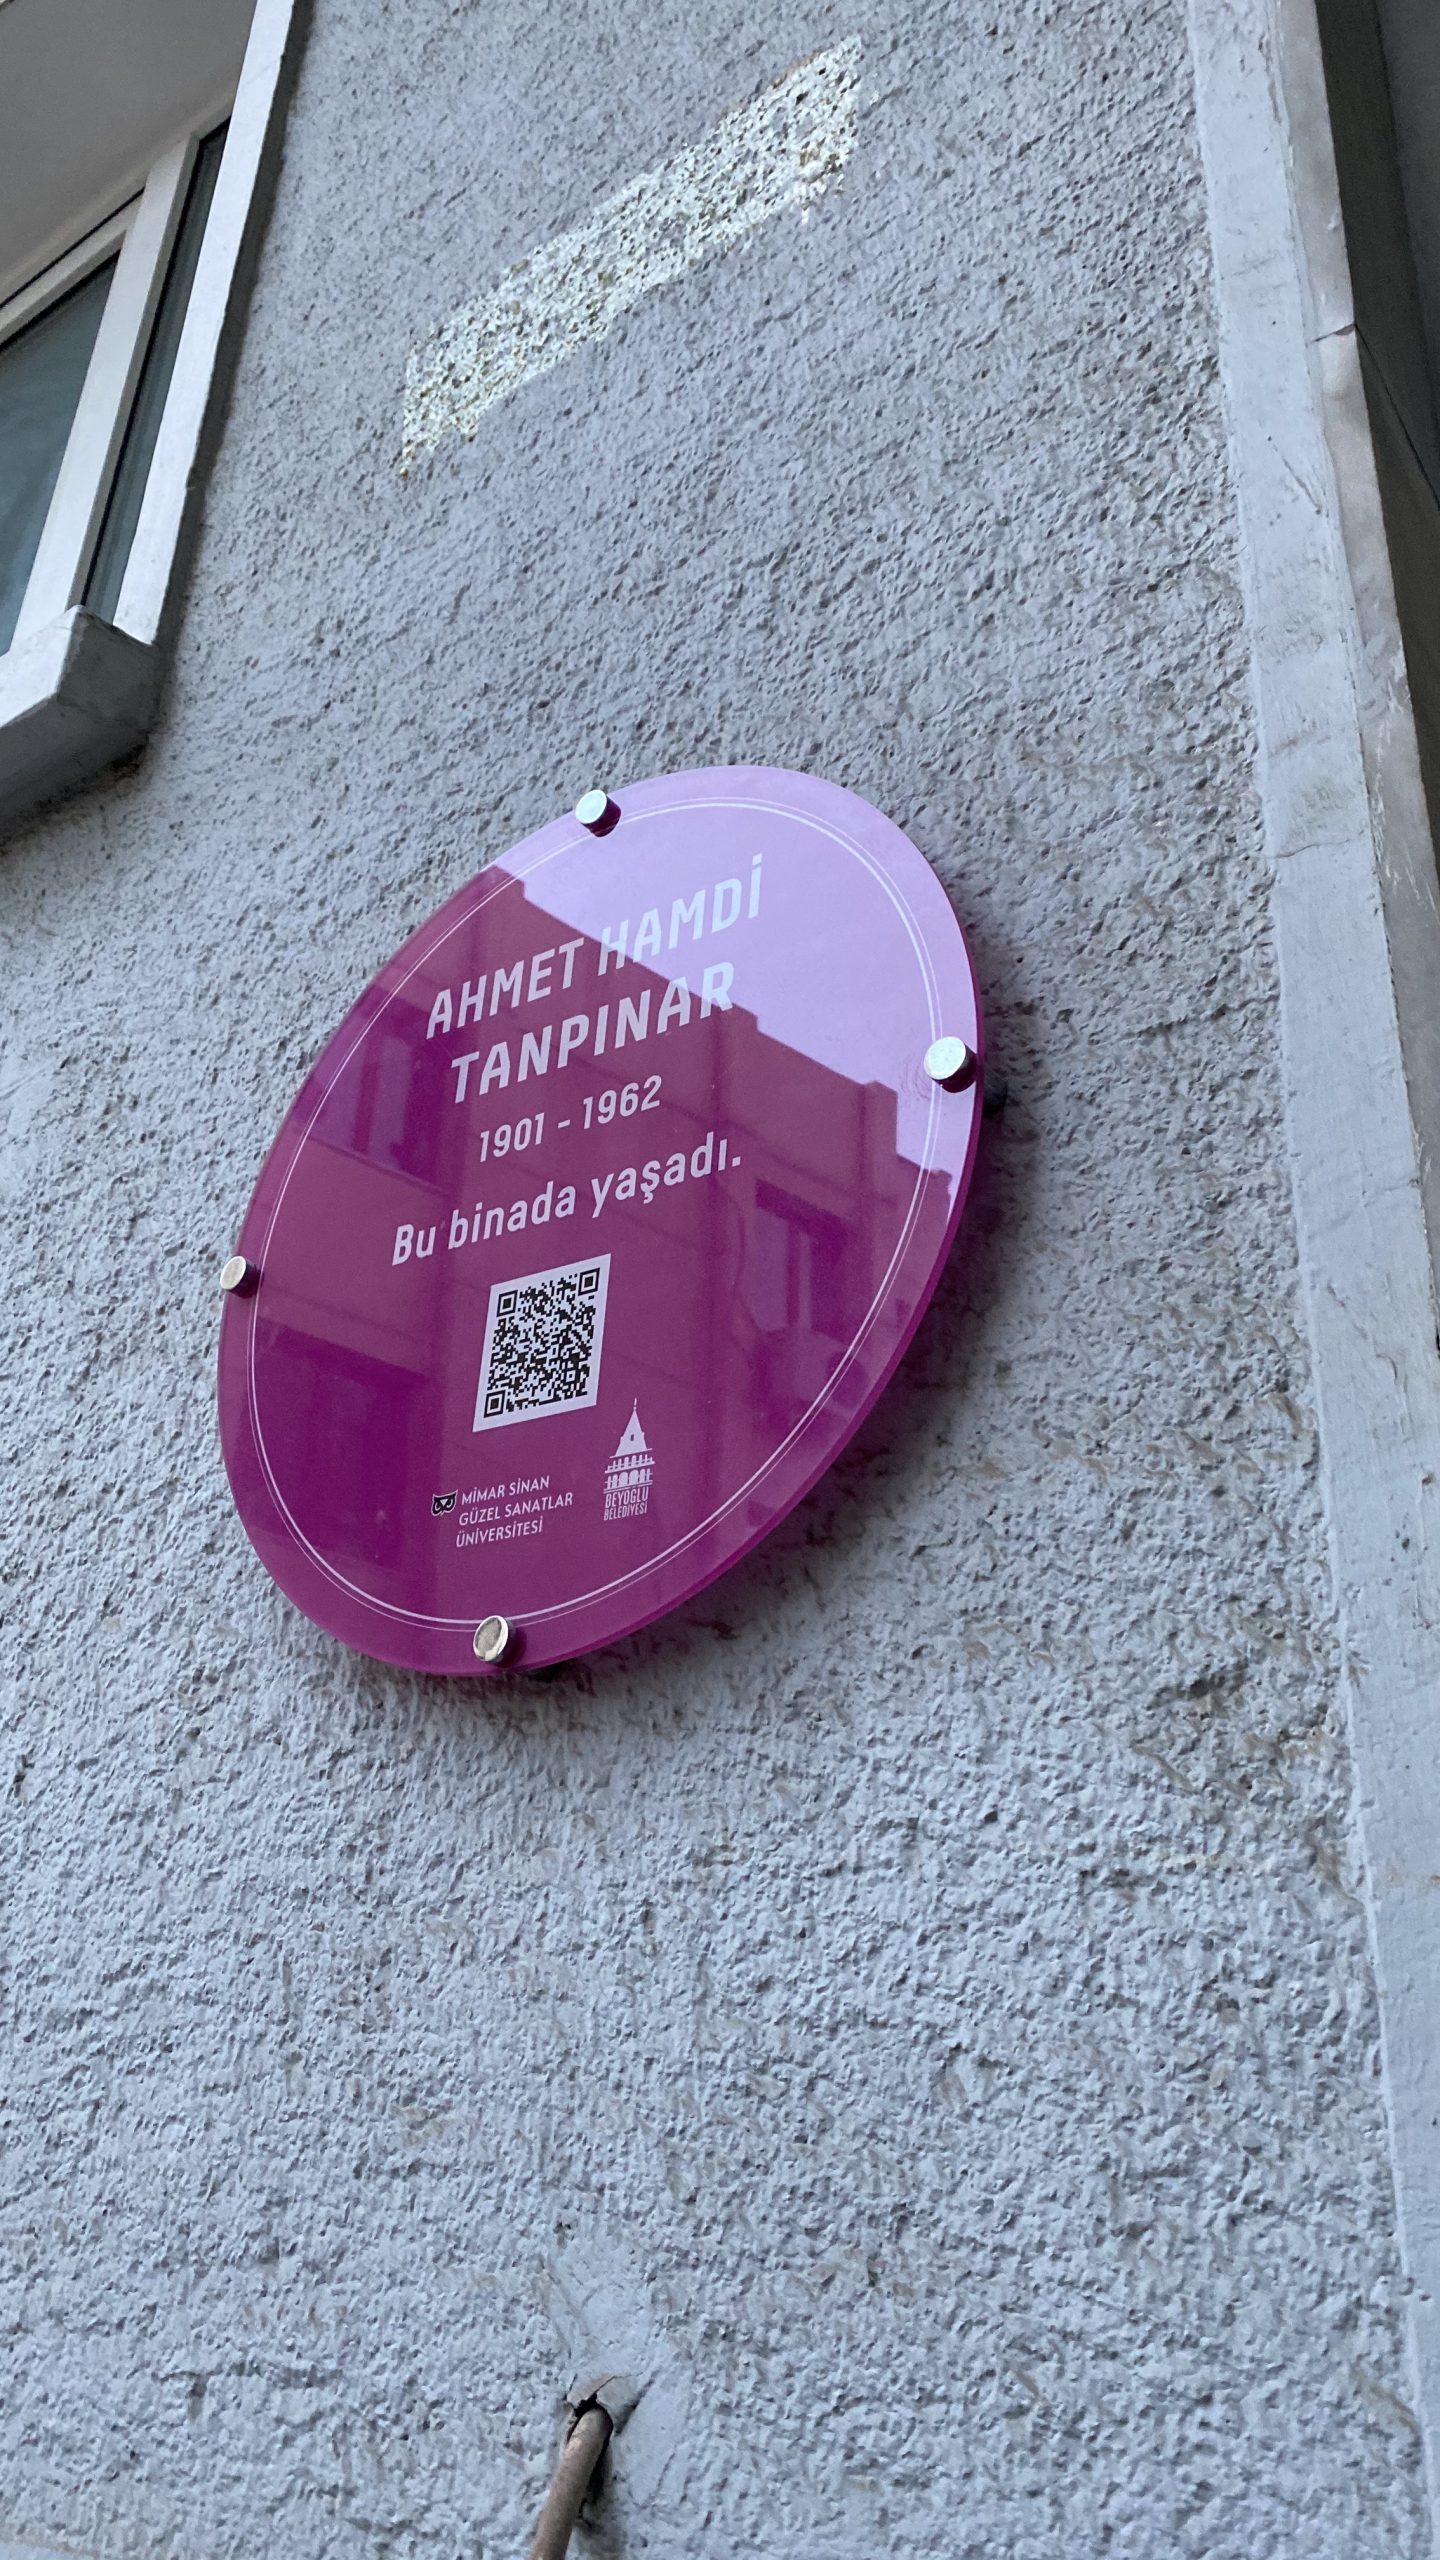 AHMET HAMDİ
TANPINAR
1901 - 1962
Bu binada yaşadı.
MİMAR SİNAN
GÜZEL SANATLAR
ÜNİVERSİTESİ
BEYOĞLU
BELEDİYESİ